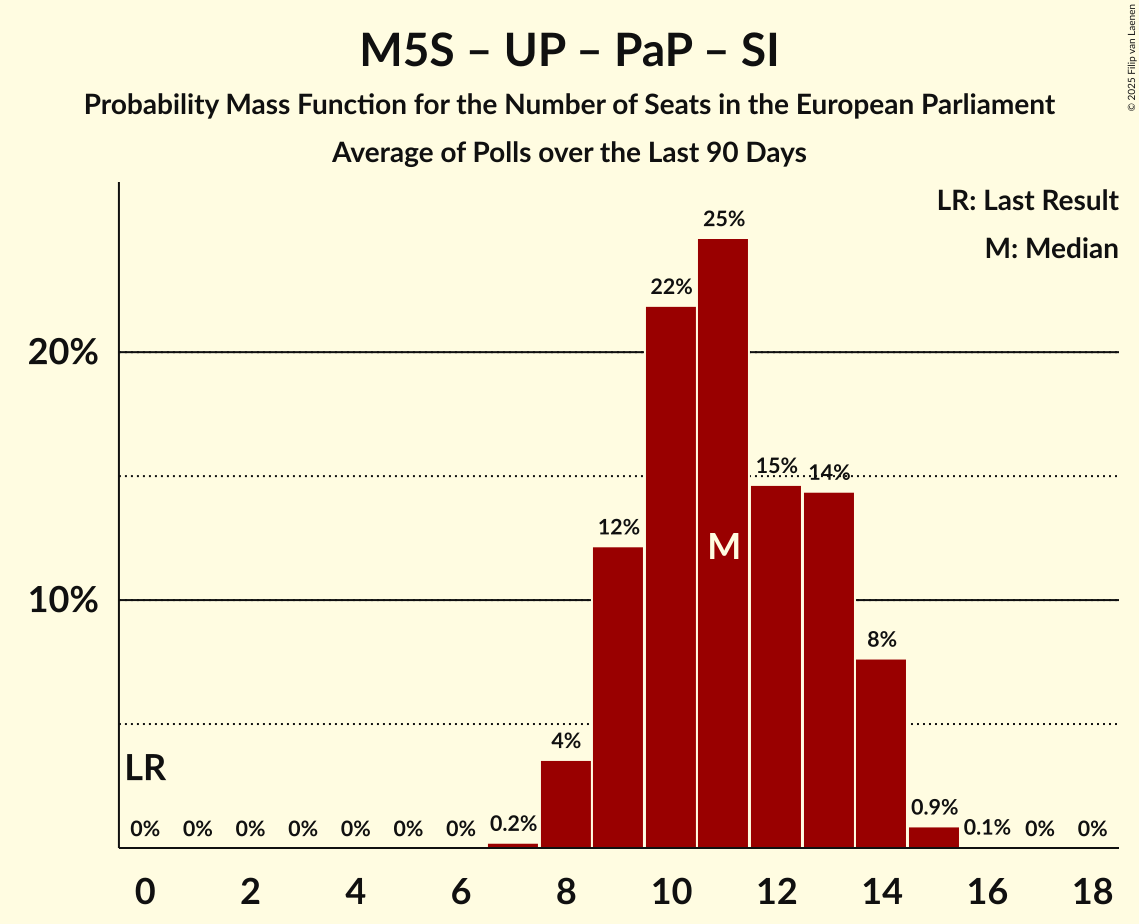 M5S – UP – PaP – SI
Probability Mass Function for the Number of Seats in the European Parliament
Average of Polls over the Last 90 Days
© 2025 Filip van Laenen
LR: Last Result
M: Median
20%
10%
0% 0% 0% 0% 0% 0% 0% 0.2% 4% 12% 22% 25% 15% 14% 8% 0.9% 0.1% 0% 0%
LR
M
0 2 4 6 8 10 12 14 16 18